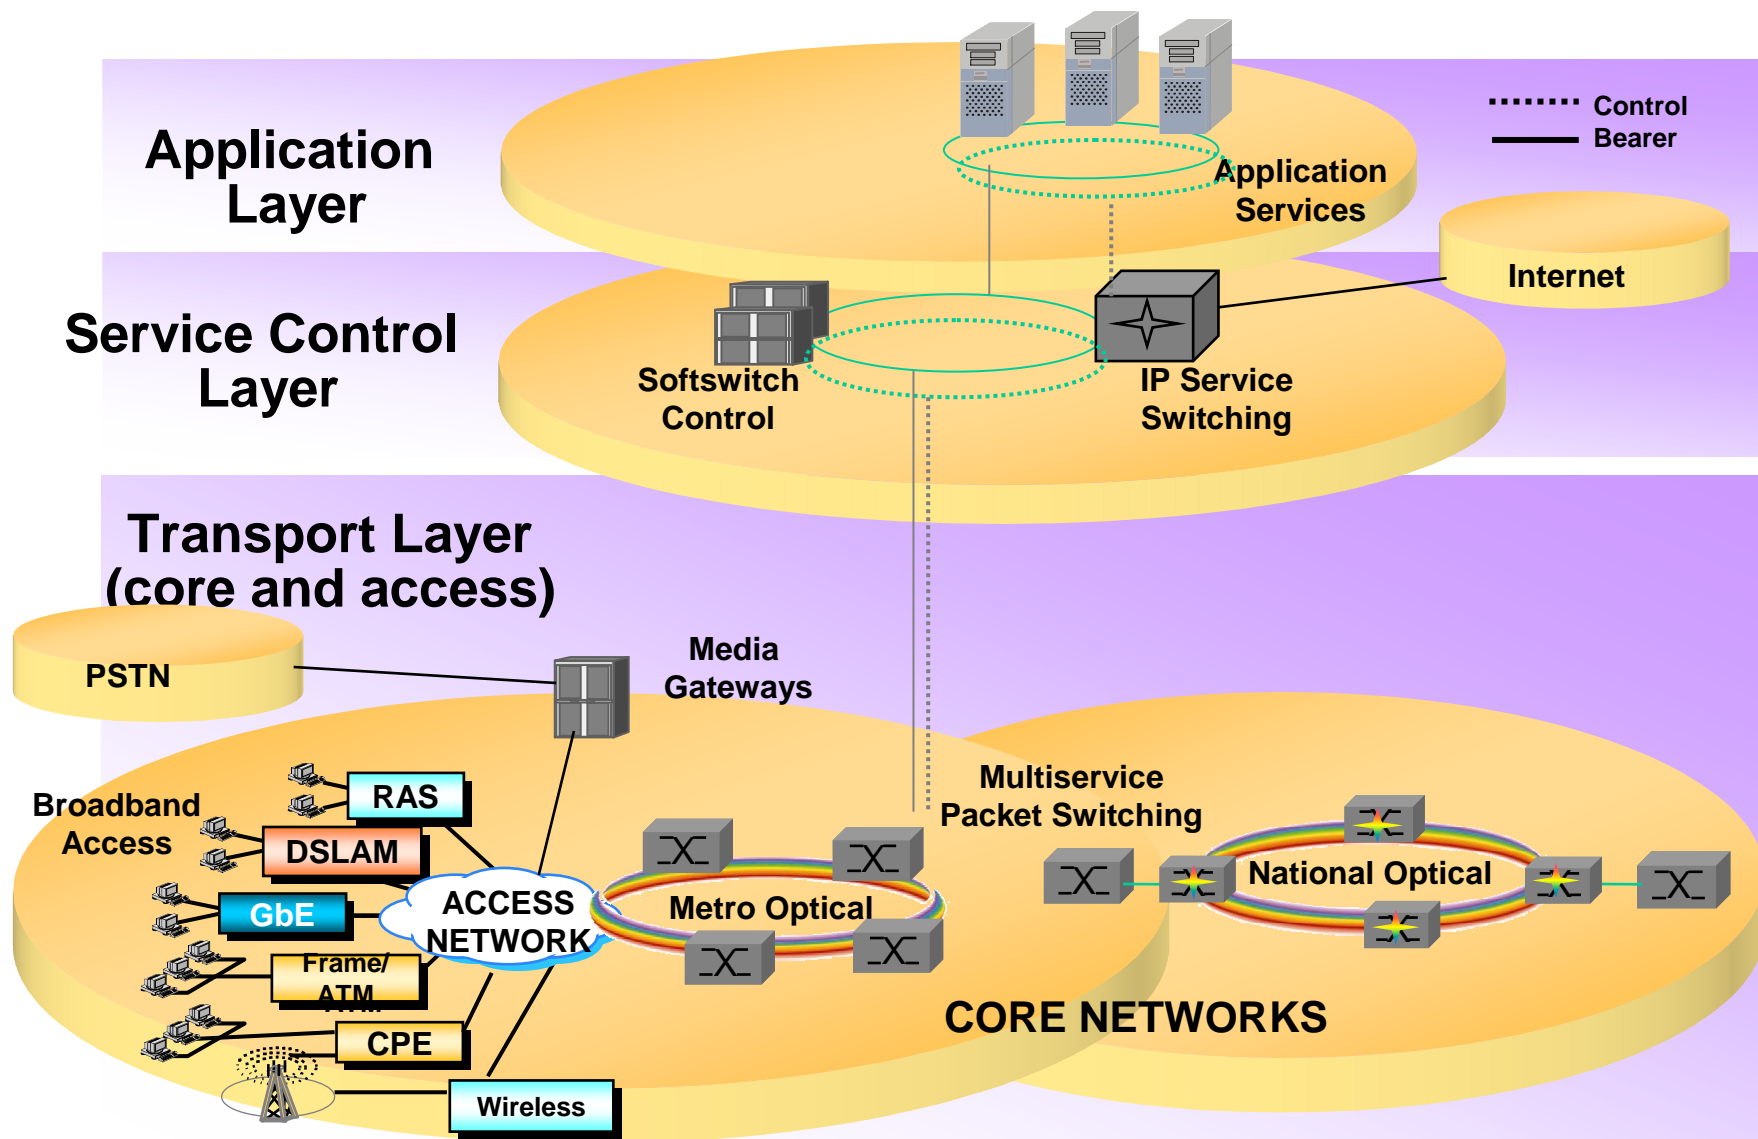 Application
Layer
Control
Bearer
Application
Services
Internet
Service Control
Layer
Softswitch
Control
IP Service
Switching
Transport Layer
(core and access)
PSTN
Media
Gateways
Multiservice
Packet Switching
Broadband
Access
RAS
DSLAM
GbE
Frame/
ATM
CPE
Wireless
ACCESS
NETWORK
Metro Optical
National Optical
CORE NETWORKS